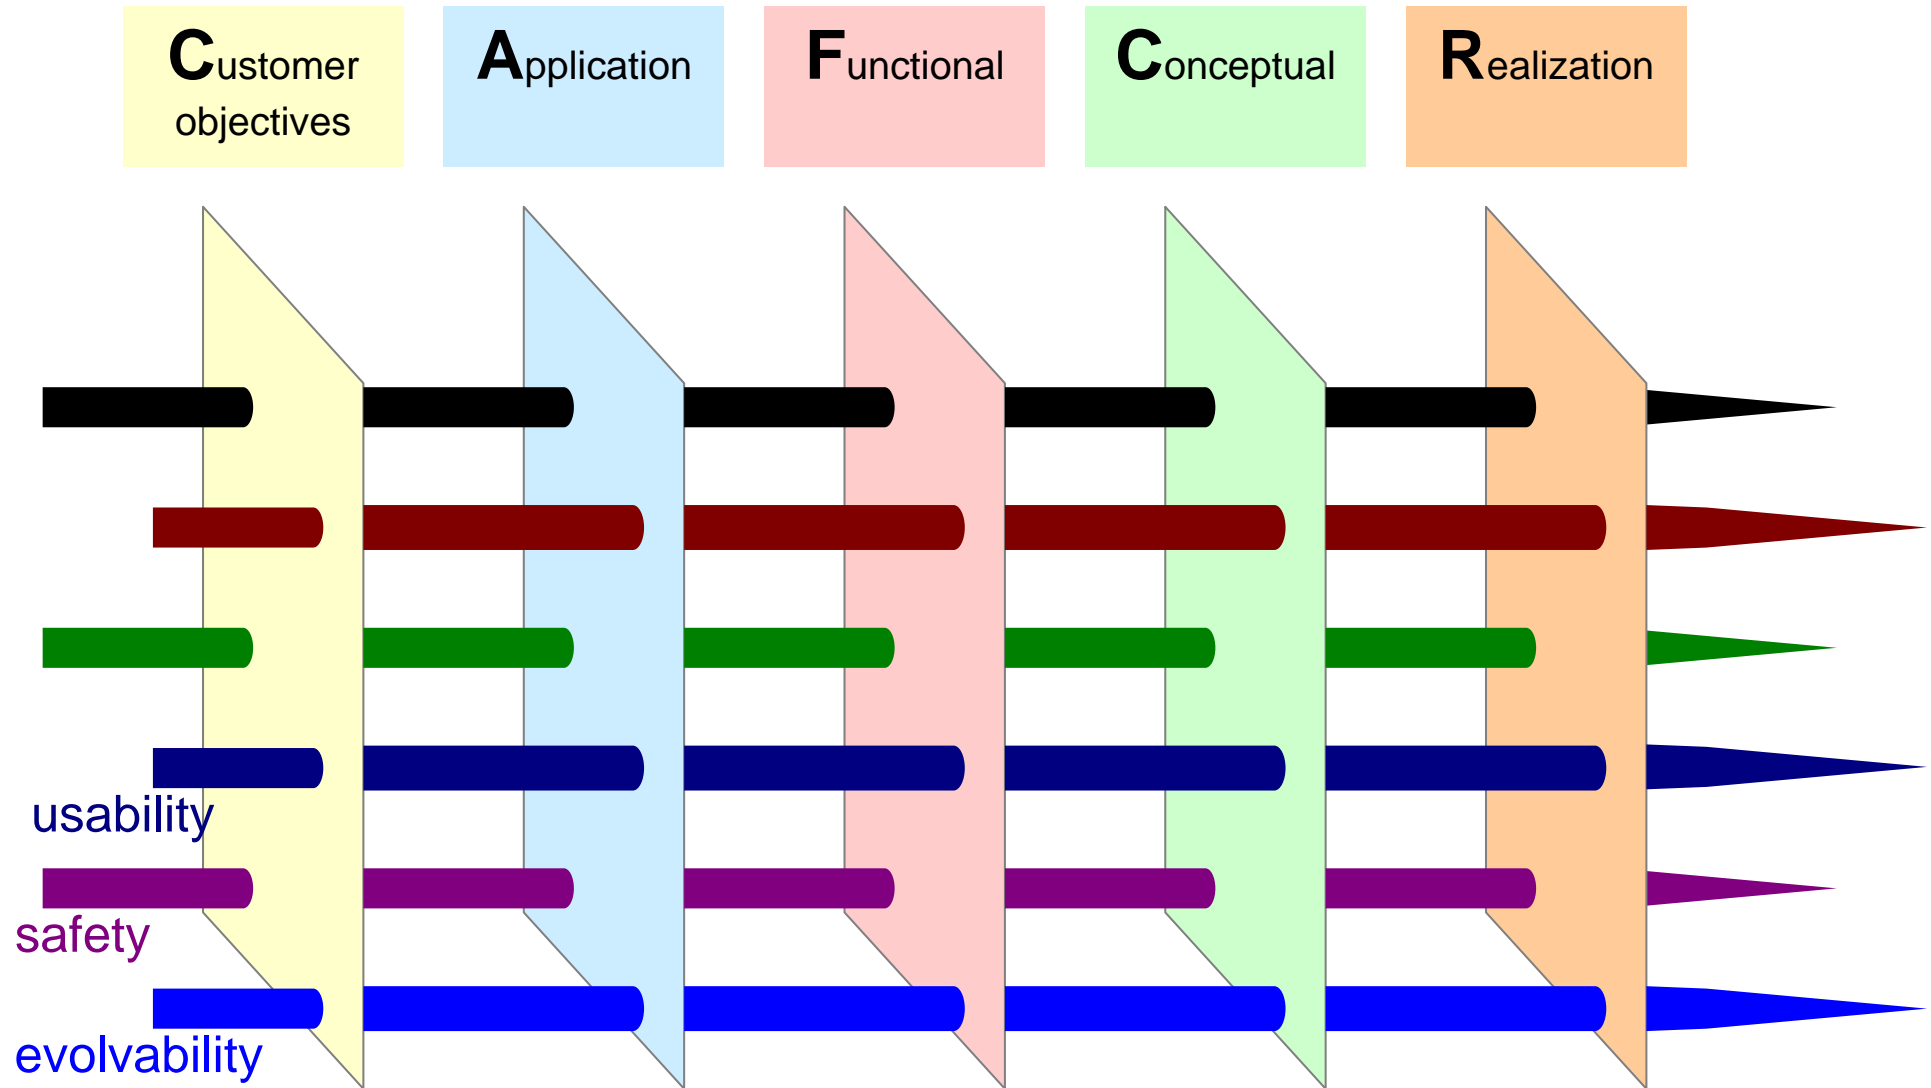 Customer
objectives
Application
Functional
Conceptual
Realization
usability
safety
evolvability